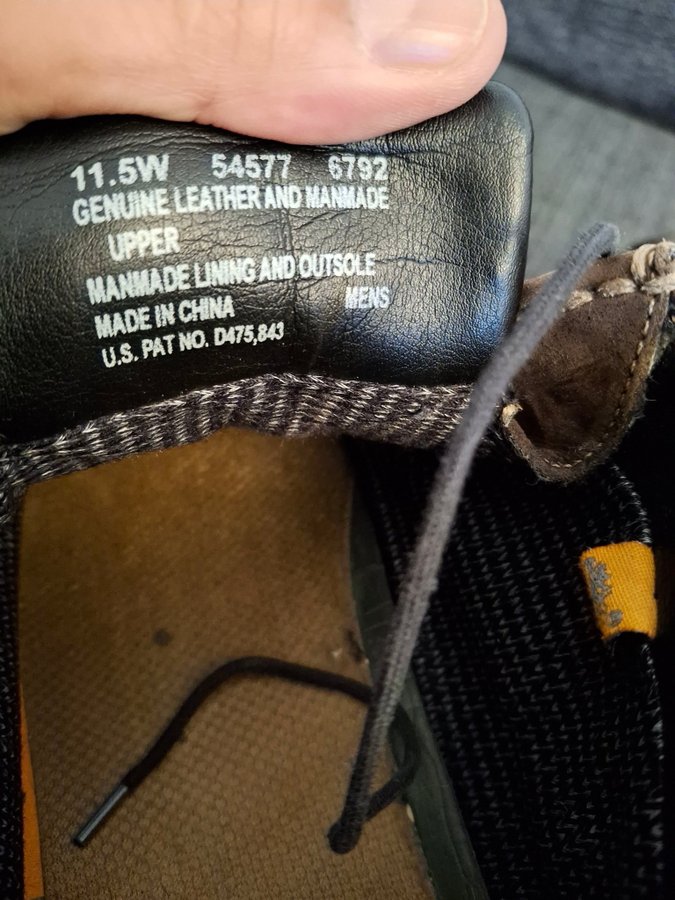 11.5W 54577 6792
GENUINE LEATHER AND MANMADE
UPPER
MANMADE LINING AND OUTSOLE
MENS
MADE IN CHINA
U.S. PAT NO. D475,843